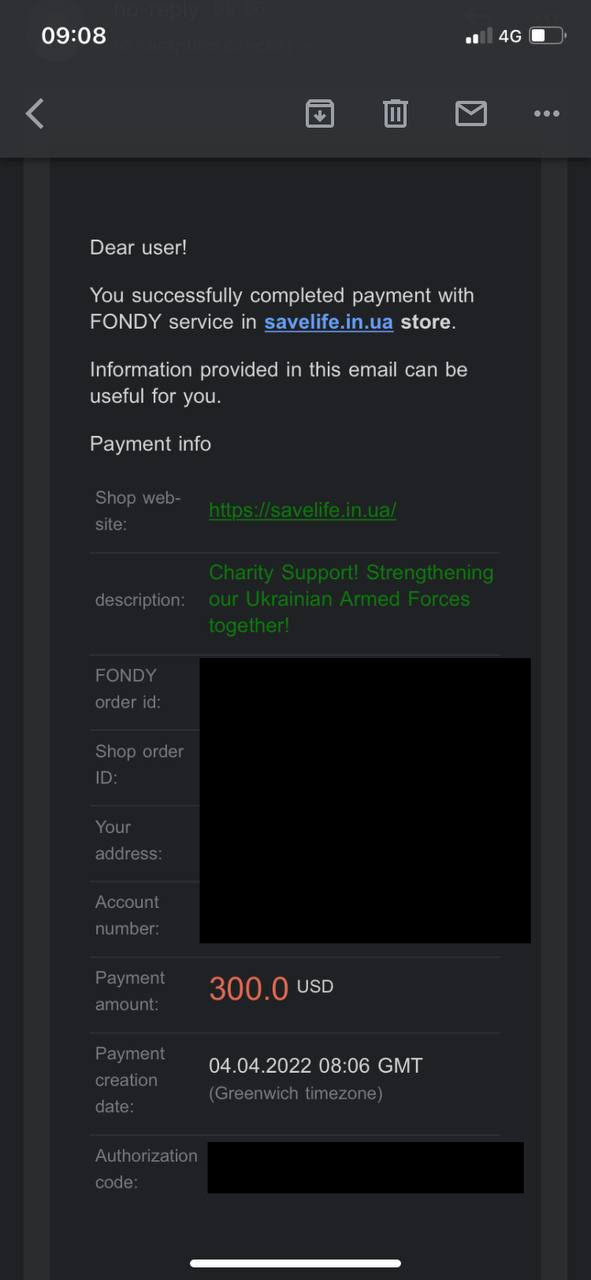 09:08
4G
Dear user!
You successfully completed payment with
FONDY service in savelife.in.ua store.
Information provided in this email can be
useful for you.
Payment info
Shop web-
site:
https://savelife.in.ua/
description:
Charity Support! Strengthening
our Ukrainian Armed Forces
together!
FONDY
order id:
Shop order
ID:
Your
address:
Account
number:
Payment
amount:
300.0 USD
Payment
creation
date:
04.04.2022 08:06 GMT
(Greenwich timezone)
Authorization
code: